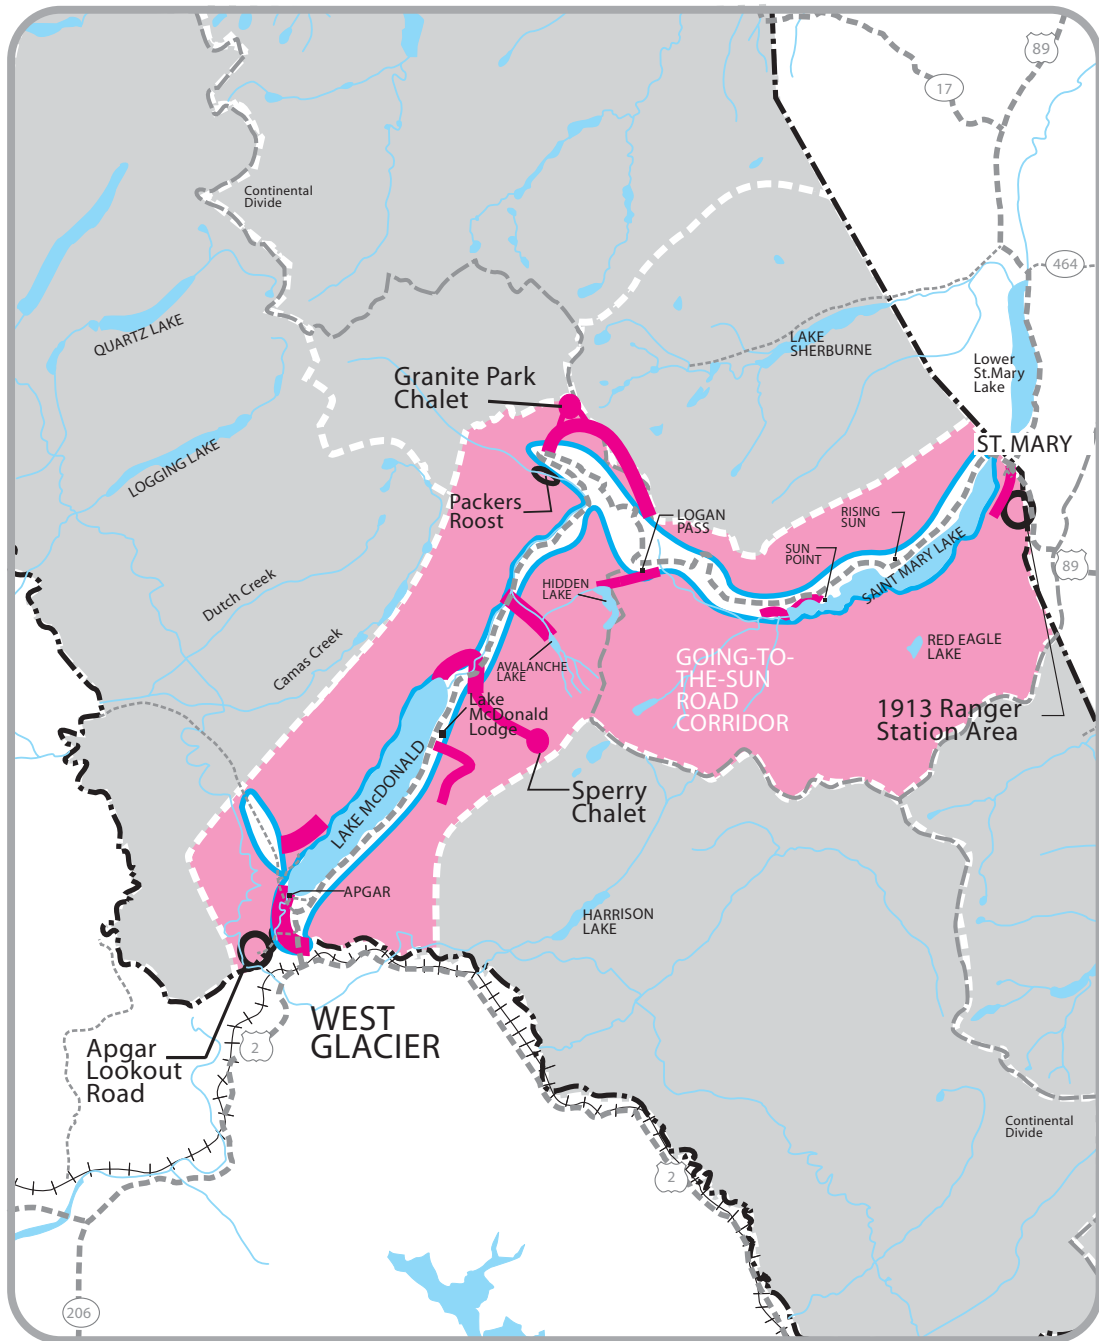 89
17
Continental
Divide
464
QUARTZ LAKE
LAKE
SHERBURNE
Lower
St.Mary
Lake
Granite Park
Chalet
ST. MARY
LOGGING LAKE
Packers
Roost
LOGAN
PASS
RISING
SUN
SUN
POINT
SAINT MARY LAKE
89
HIDDEN
LAKE
Dutch Creek
Camas Creek
AVALANCHE
LAKE
RED EAGLE
LAKE
GOING-TO-
THE-SUN
ROAD
CORRIDOR
Lake
McDonald
Lodge
1913 Ranger
Station Area
LAKE McDONALD
Sperry
Chalet
APGAR
HARRISON
LAKE
WEST
GLACIER
2
Apgar
Lookout
Road
Continental
Divide
2
206